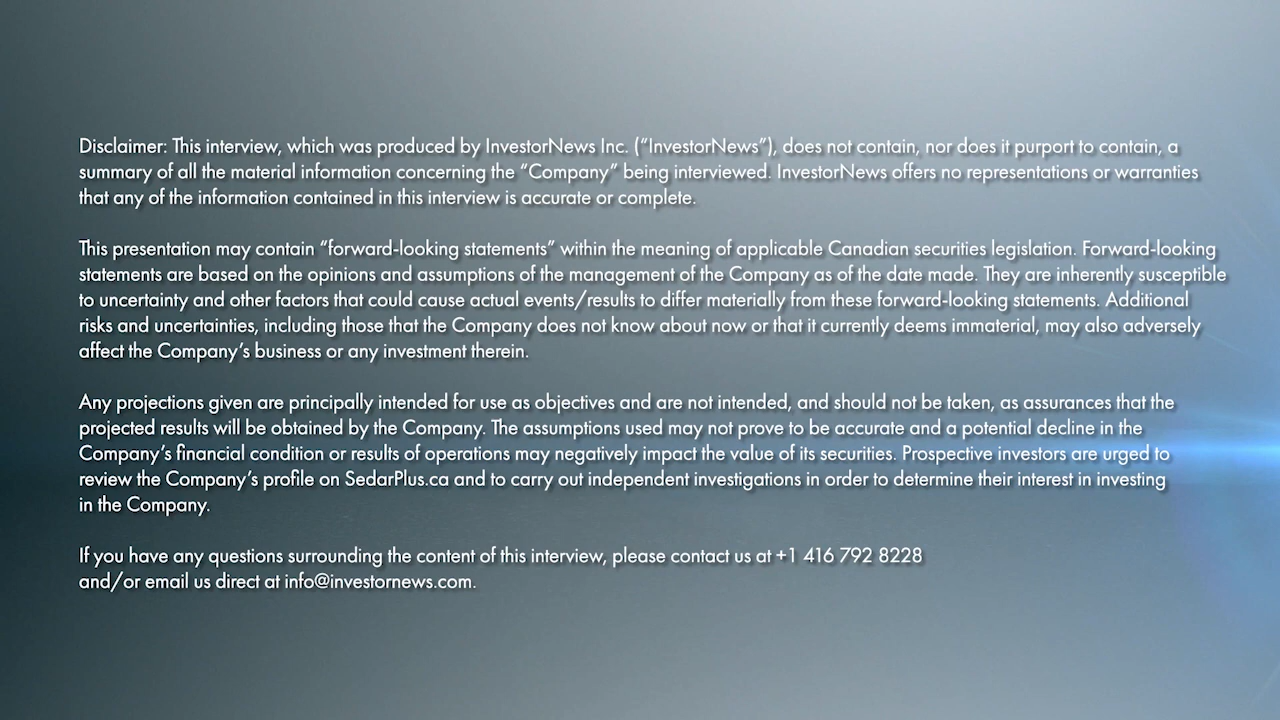 Disclaimer: This interview, which was produced by InvestorNews Inc. (“InvestorNews”), does not contain, nor does it purport to contain, a
summary of all the material information concerning the “Company” being interviewed. InvestorNews offers no representations or warranties
that any of the information contained in this interview is accurate or complete.
This presentation may contain “forward-looking statements” within the meaning of applicable Canadian securities legislation. Forward-looking
statements are based on the opinions and assumptions of the management of the Company as of the date made. They are inherently susceptible
to uncertainty and other factors that could cause actual events/results to differ materially from these forward-looking statements. Additional
risks and uncertainties, including those that the Company does not know about now or that it currently deems immaterial, may also adversely
affect the Company’s business or any investment therein.
Any projections given are principally intended for use as objectives and are not intended, and should not be taken, as assurances that the
projected results will be obtained by the Company. The assumptions used may not prove to be accurate and a potential decline in the
Company’s financial condition or results of operations may negatively impact the value of its securities. Prospective investors are urged to
review the Company’s profile on SedarPlus.ca and to carry out independent investigations in order to determine their interest in investing
in the Company.
If you have any questions surrounding the content of this interview, please contact us at +1 416 792 8228
and/or email us direct at info@investornews.com.